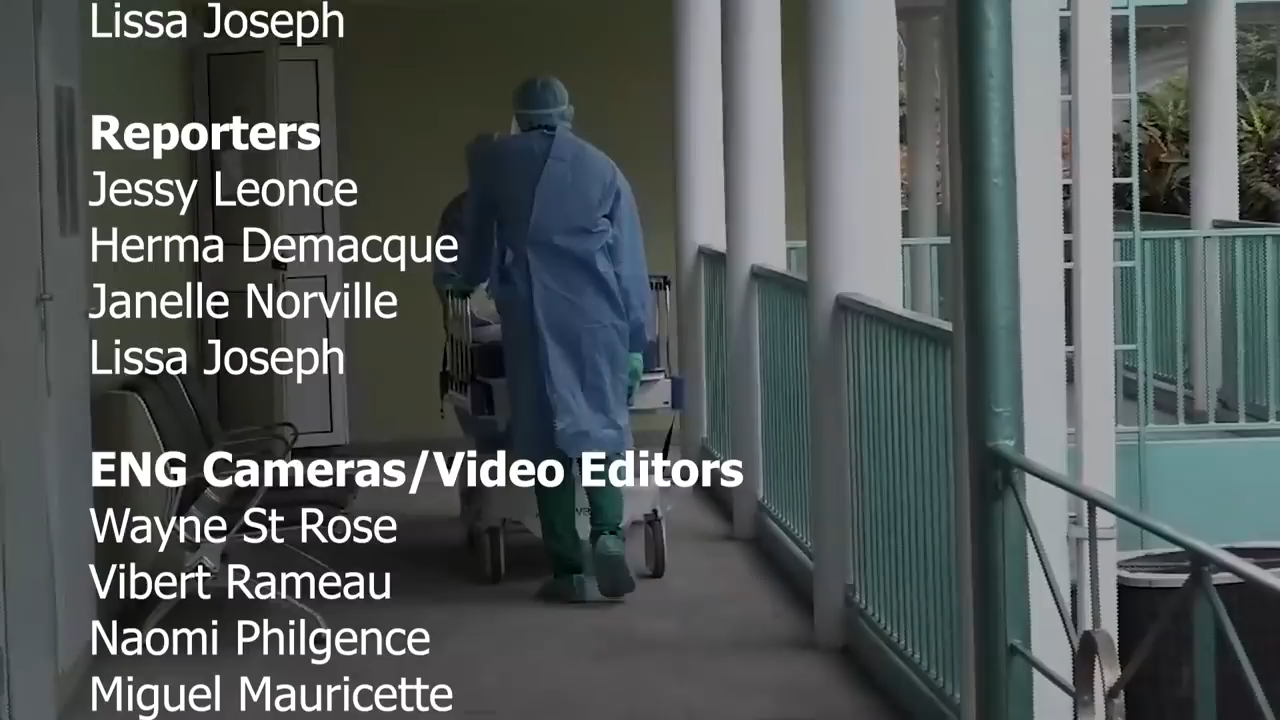 Lissa Joseph
Reporters
Jessy Leonce
Herma Demacque
Janelle Norville
Lissa Joseph
ENG Cameras/Video Editors
Wayne St Rose
Vibert Rameau
Naomi Philgence
Miguel Mauricette